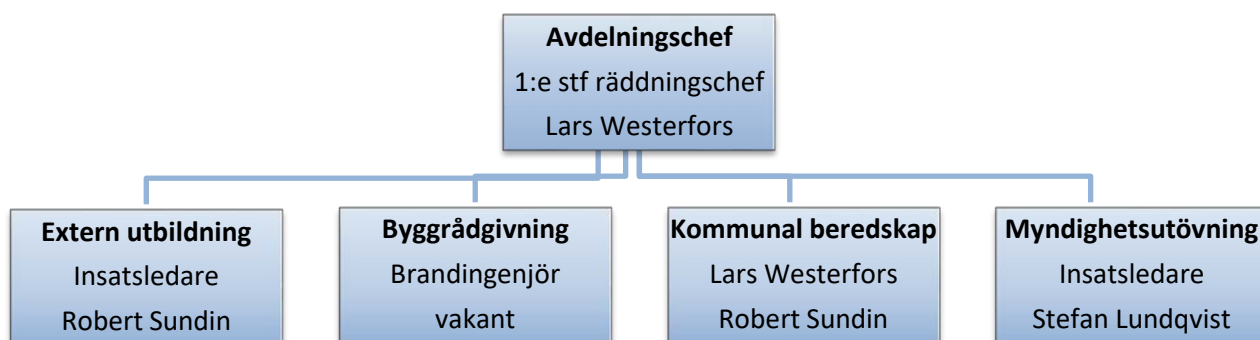 Avdelningschef
1:e stf räddningschef
Lars Westerfors
Extern utbildning
Insatsledare
Robert Sundin
Byggrådgivning
Brandingenjör
vakant
Kommunal beredskap
Lars Westerfors
Robert Sundin
Myndighetsutövning
Insatsledare
Stefan Lundqvist